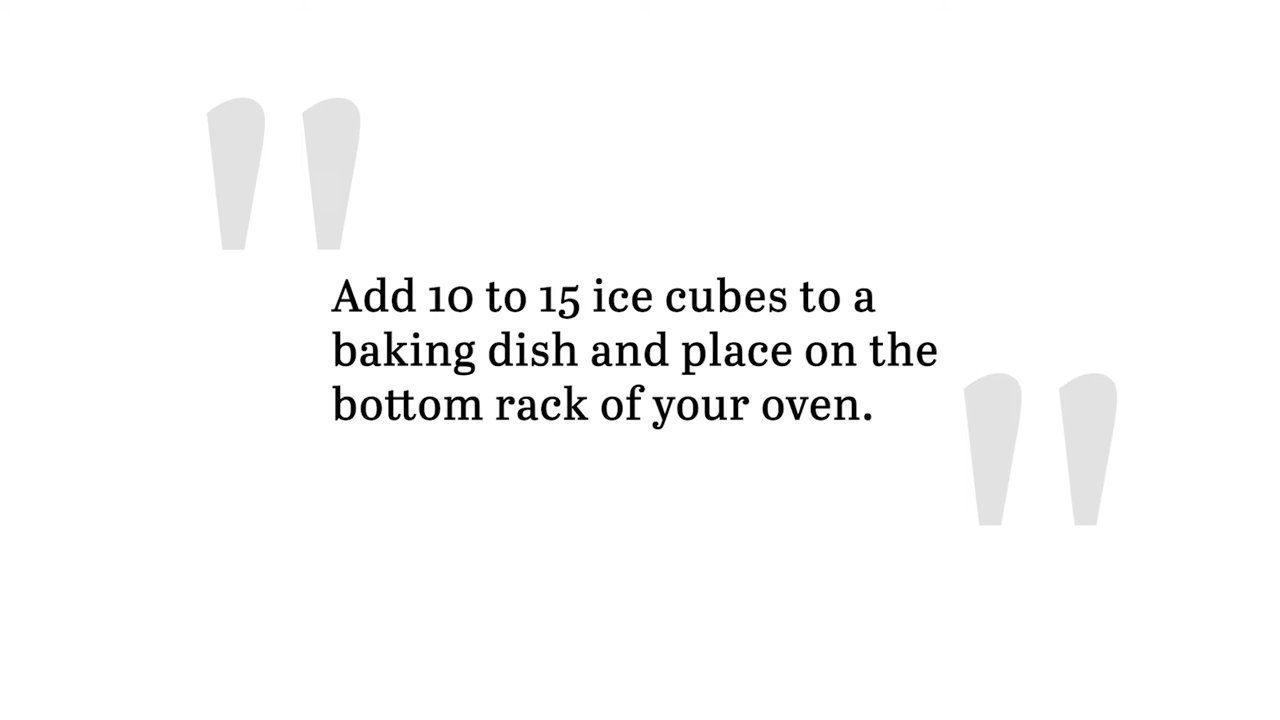 "
Add 10 to 15 ice cubes to a
baking dish and place on the
bottom rack of your oven.
"